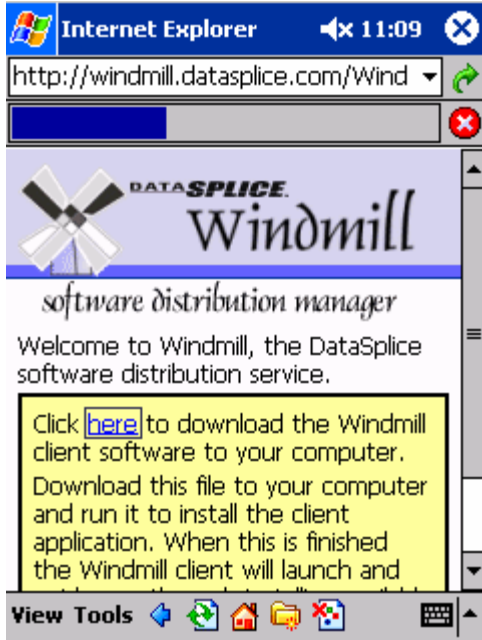 Internet Explorer 11:09
http://windmill.datasplice.com/Wind
DATASPLICE
Windmill
software distribution manager
Welcome to Windmill, the DataSplice
software distribution service.
Click here to download the Windmill
client software to your computer.
Download this file to your computer
and run it to install the client
application. When this is finished
the Windmill client will launch and
View Tools